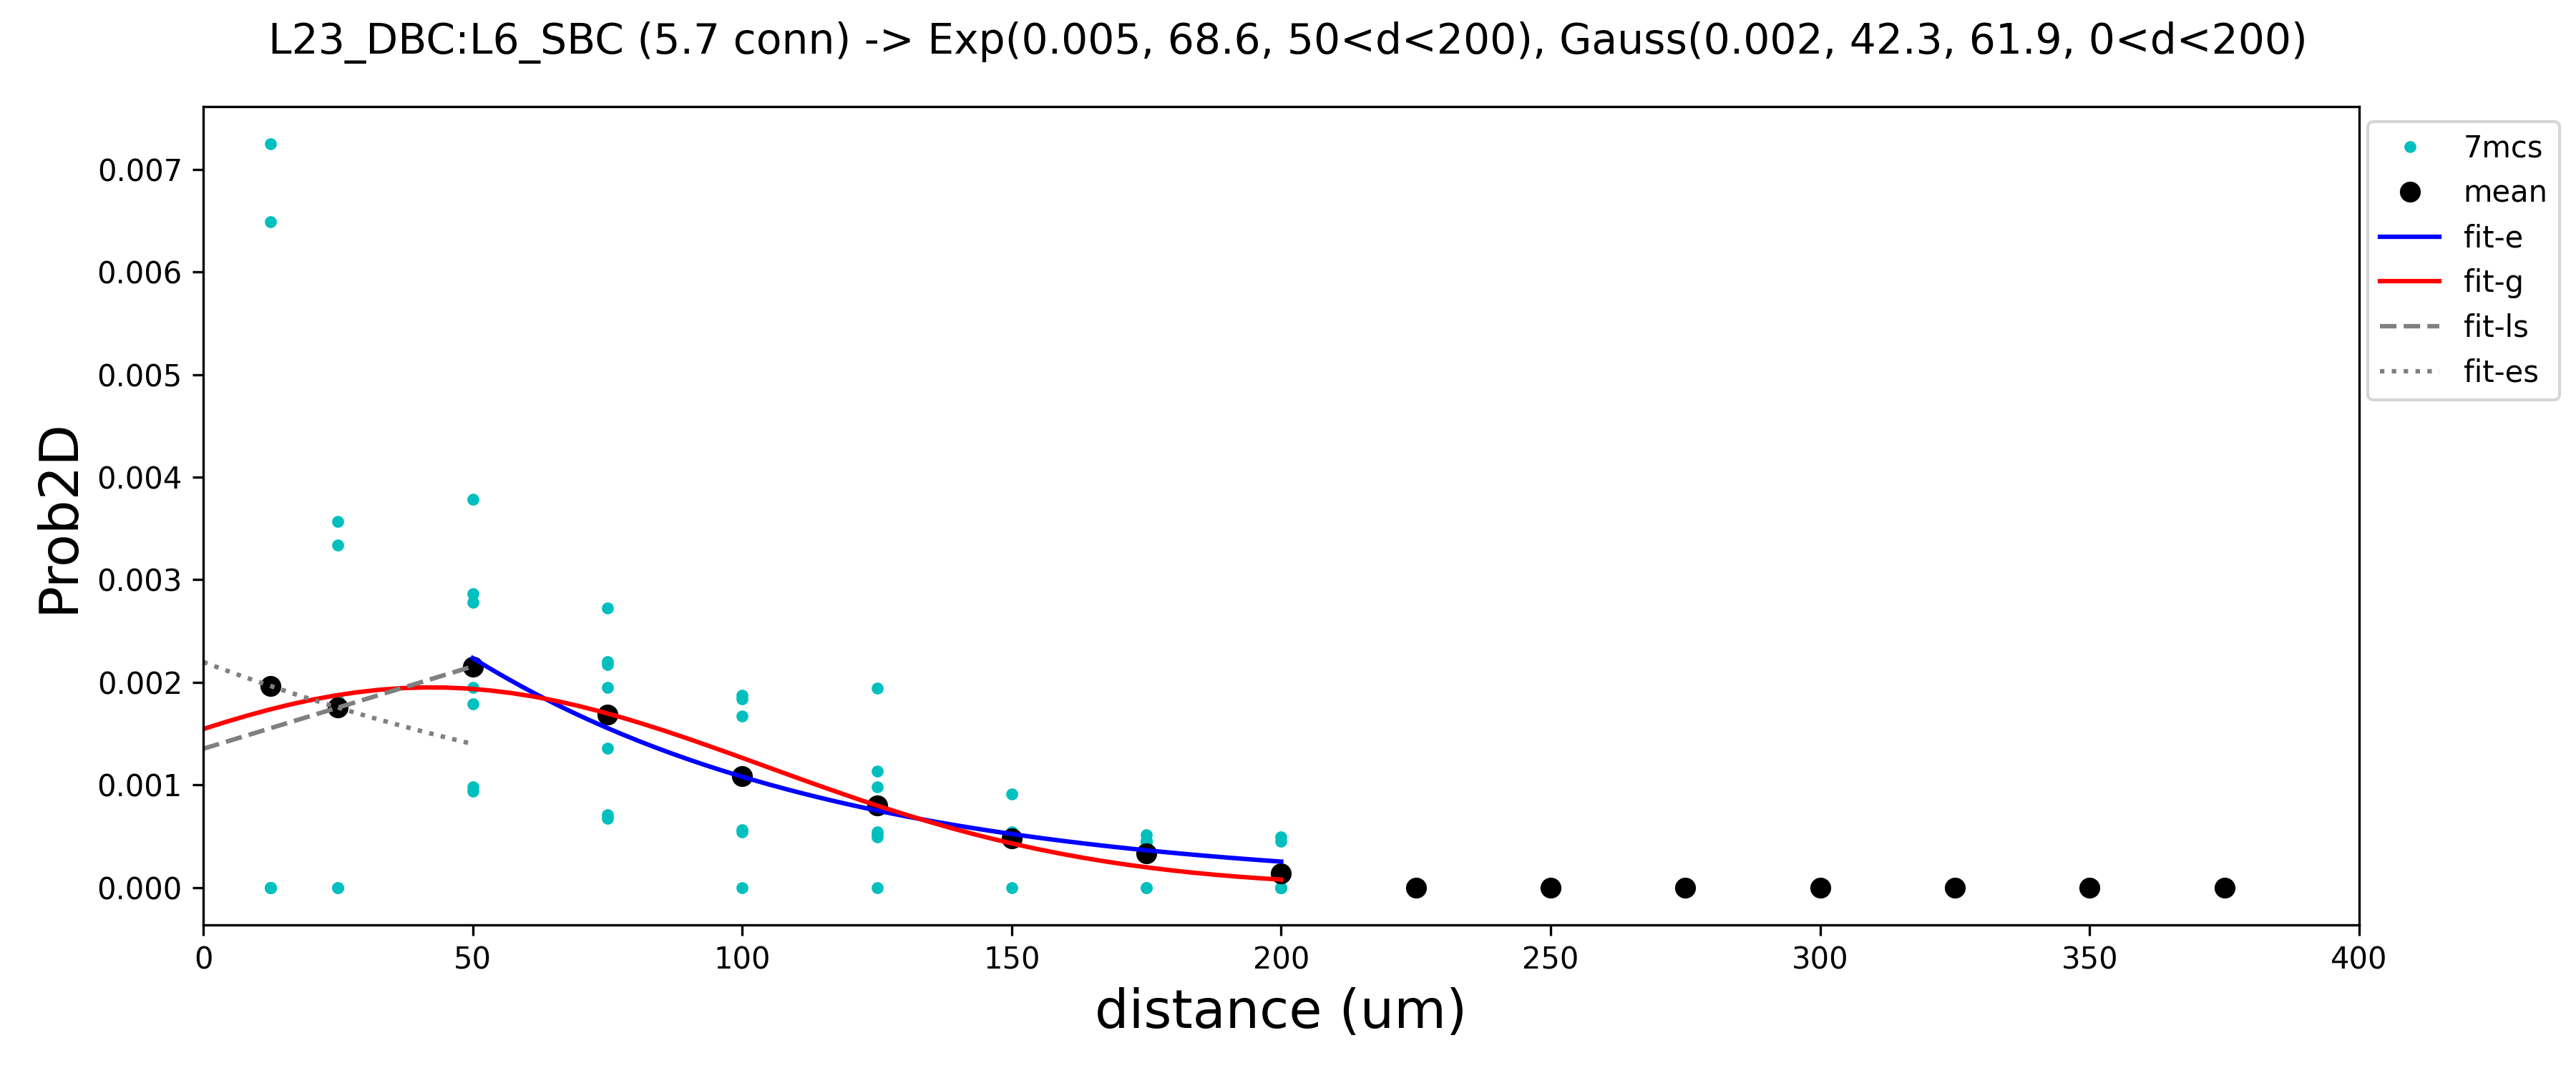 L23_DBC:L6_SBC (5.7 conn) -> Exp(0.005, 68.6, 50<d<200), Gauss(0.002, 42.3, 61.9, 0<d<200)
7mcs
mean
fit-e
fit-g
fit-ls
fit-es
Prob2D
0.007
0.006
0.005
0.004
0.003
0.002
0.001
0.000
0 50 100 150 200 250 300 350 400
distance (um)